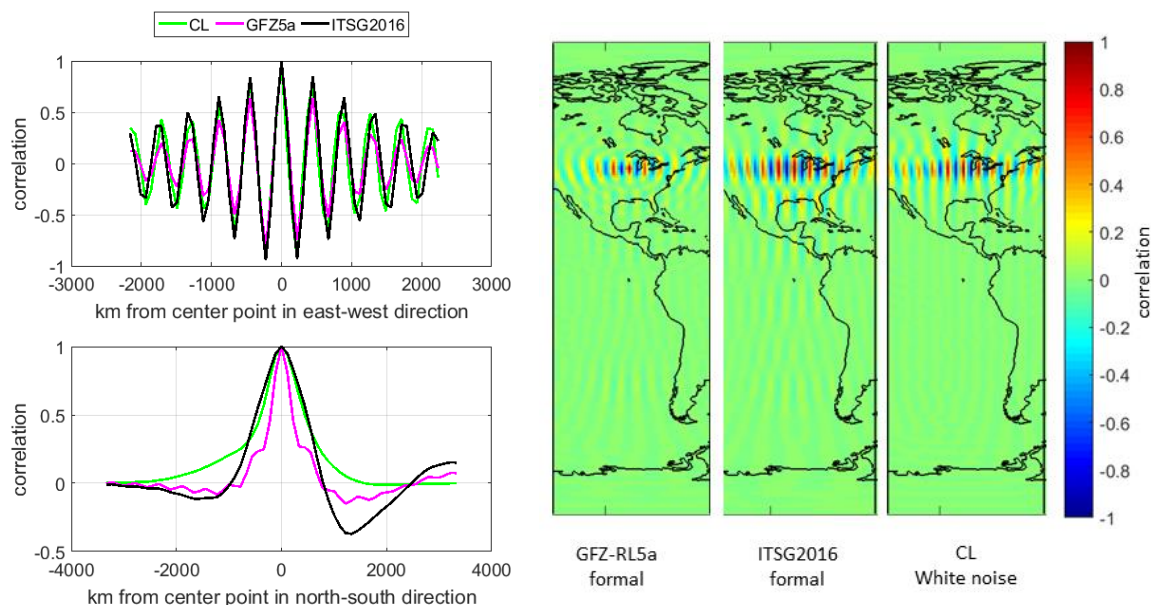 CL GFZ5a ITSG2016
1
0.5
0
-0.5
-1
correlation
-3000 -2000 -1000 0 1000 2000 3000
km from center point in east-west direction
1
0.5
0
-0.5
correlation
-4000 -2000 0 2000 4000
km from center point in north-south direction
GFZ-RL5a
formal
ITSG2016
formal
CL
White noise
1
0.8
0.6
0.4
0.2
0
-0.2
-0.4
-0.6
-0.8
-1
correlation